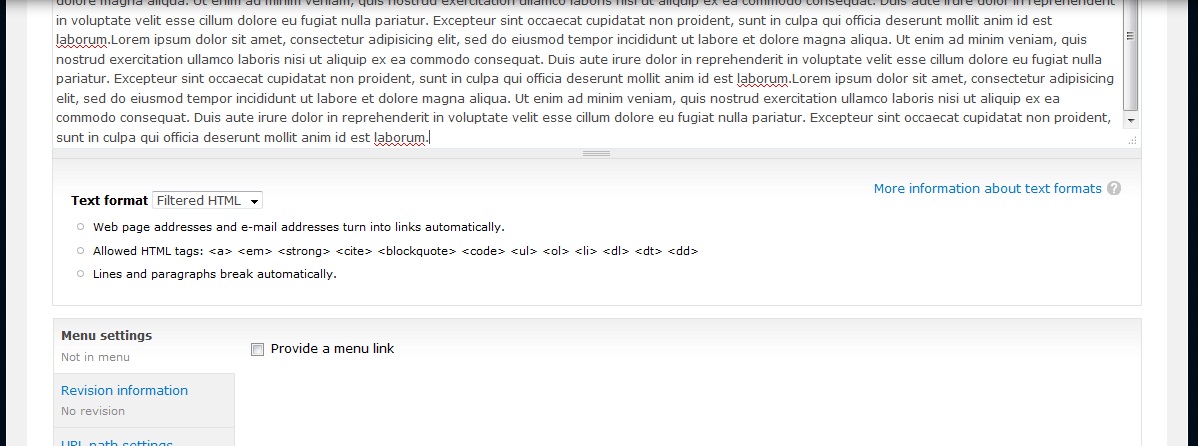 dolore magna aliqua. Ut enim ad minim veniam, quis nostrud exercitation ullamco laboris nisi ut aliquip ex ea commodo consequat. Duis aute irure dolor in reprehenderit
in voluptate velit esse cillum dolore eu fugiat nulla pariatur. Excepteur sint occaecat cupidatat non proident, sunt in culpa qui officia deserunt mollit anim id est
laborum.Lorem ipsum dolor sit amet, consectetur adipisicing elit, sed do eiusmod tempor incididunt ut labore et dolore magna aliqua. Ut enim ad minim veniam, quis
nostrud exercitation ullamco laboris nisi ut aliquip ex ea commodo consequat. Duis aute irure dolor in reprehenderit in voluptate velit esse cillum dolore eu fugiat nulla
pariatur. Excepteur sint occaecat cupidatat non proident, sunt in culpa qui officia deserunt mollit anim id est laborum.Lorem ipsum dolor sit amet, consectetur adipisicing
elit, sed do eiusmod tempor incididunt ut labore et dolore magna aliqua. Ut enim ad minim veniam, quis nostrud exercitation ullamco laboris nisi ut aliquip ex ea
commodo consequat. Duis aute irure dolor in reprehenderit in voluptate velit esse cillum dolore eu fugiat nulla pariatur. Excepteur sint occaecat cupidatat non proident,
sunt in culpa qui officia deserunt mollit anim id est laborum.
More information about text formats ?
Text format Filtered HTML
Web page addresses and e-mail addresses turn into links automatically.
Allowed HTML tags: <a> <em> <strong> <cite> <blockquote> <code> <ul> <ol> <li> <dl> <dt> <dd>
Lines and paragraphs break automatically.
Menu settings
Not in menu
Provide a menu link
Revision information
No revision
URL path settings